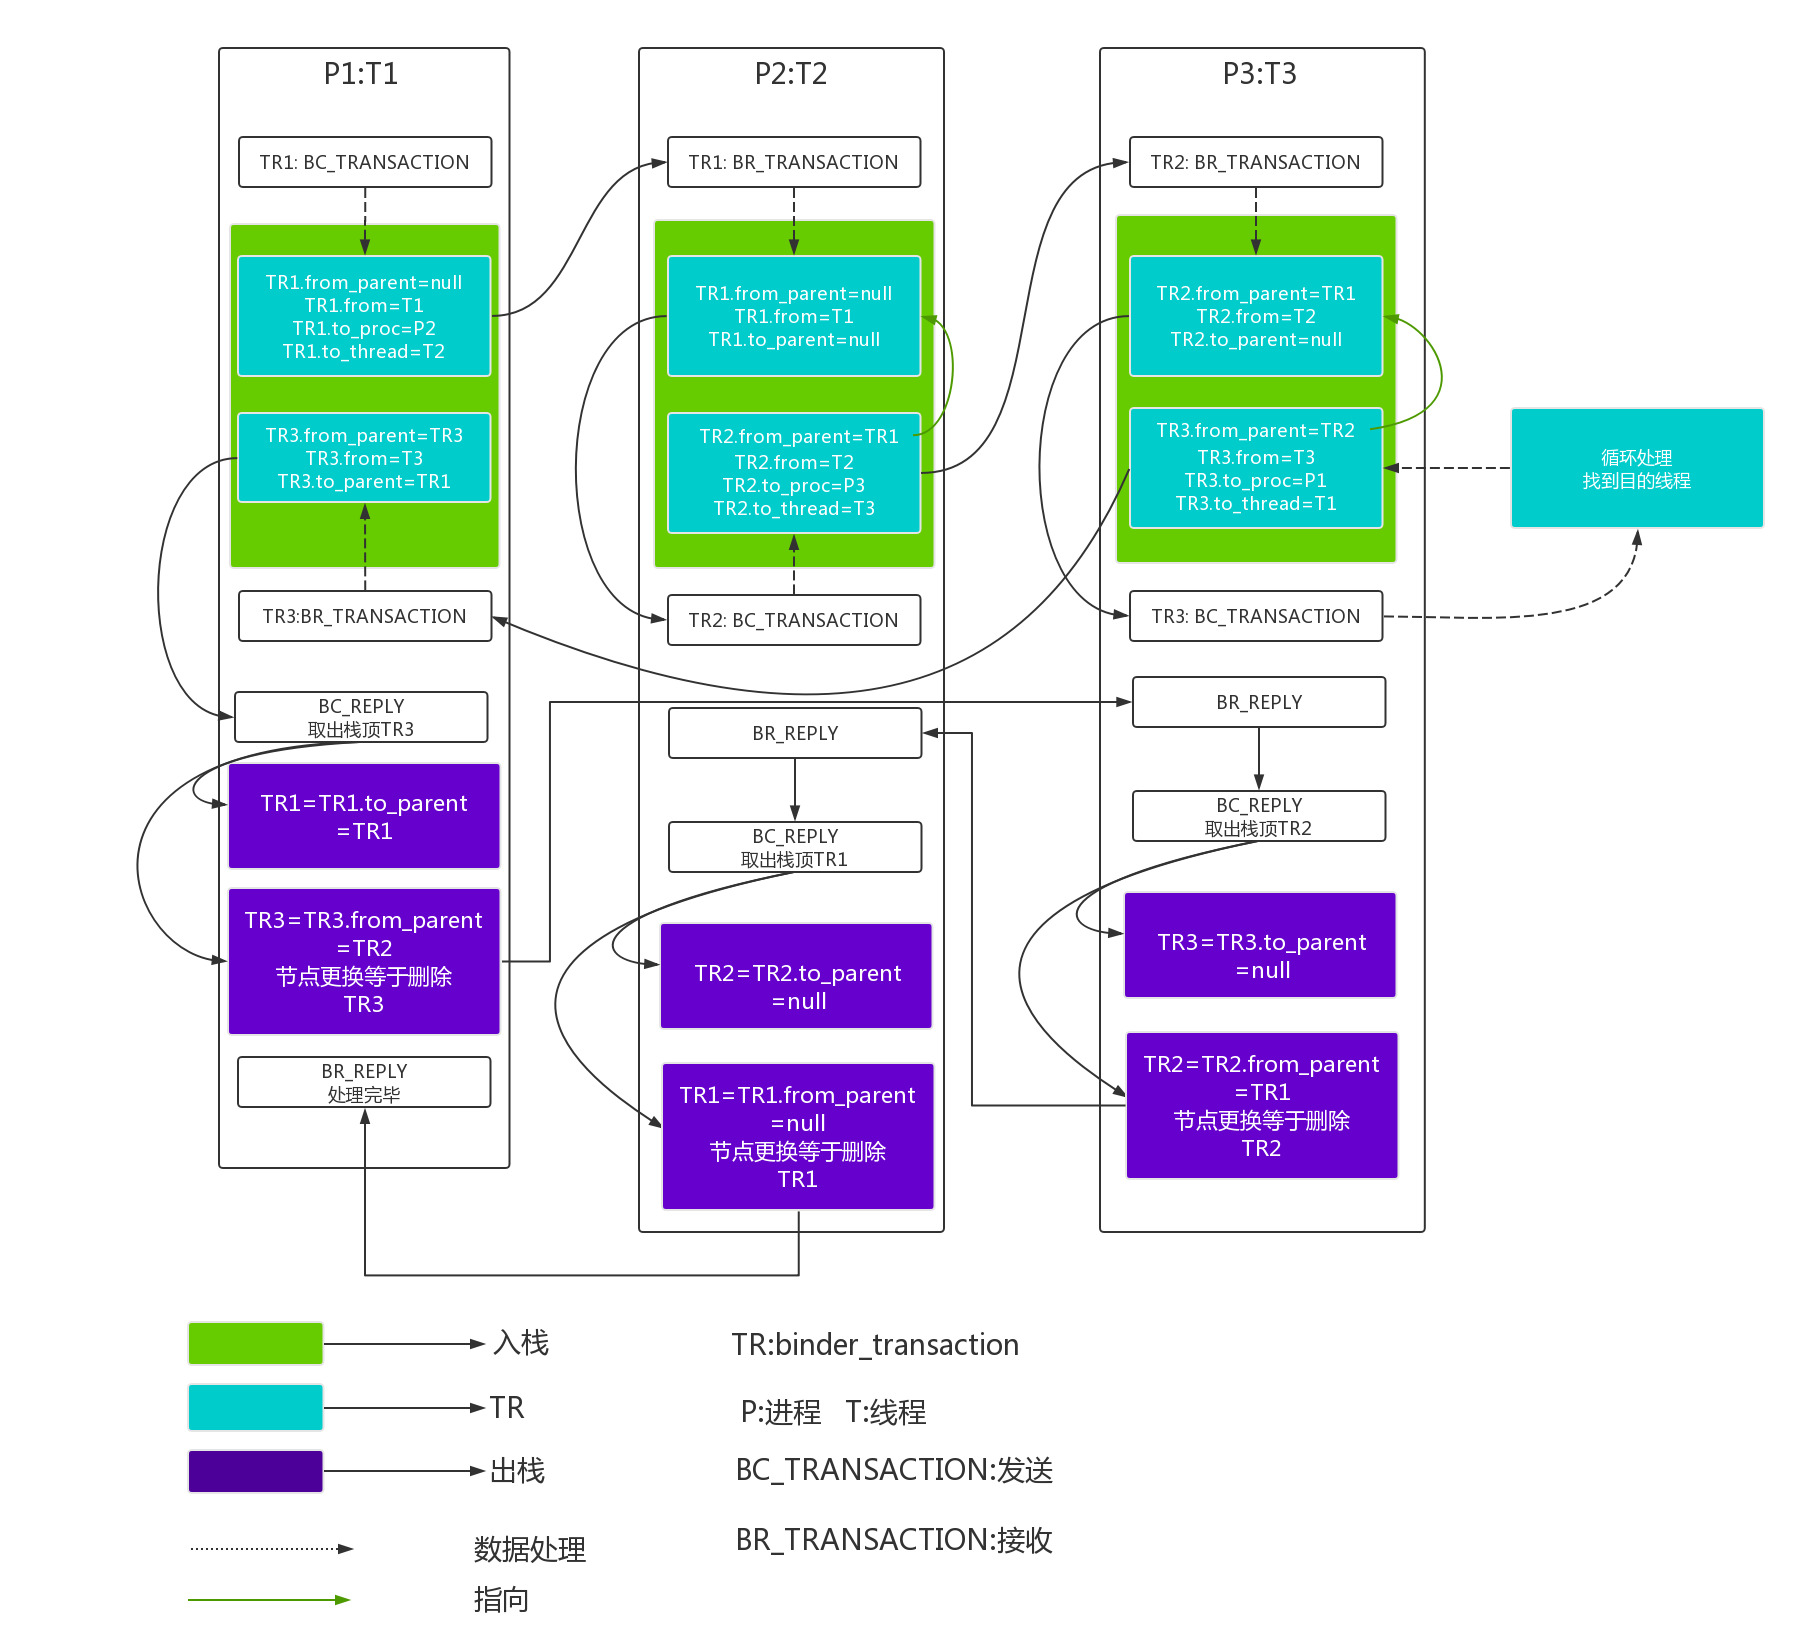 P1:T1
TR1: BC_TRANSACTION
TR1.from_parent=null
TR1.from=T1
TR1.to_proc=P2
TR1.to_thread=T2
TR3.from_parent=TR3
TR3.from=T3
TR3.to_parent=TR1
TR3:BR_TRANSACTION
BC_REPLY
取出栈顶TR3
TR1=TR1.to_parent
=TR1
TR3=TR3.from_parent
=TR2
节点更换等于删除
TR3
BR_REPLY
处理完毕
P2:T2
TR1: BR_TRANSACTION
TR1.from_parent=null
TR1.from=T1
TR1.to_parent=null
TR2.from_parent=TR1
TR2.from=T2
TR2.to_proc=P3
TR2.to_thread=T3
TR2: BC_TRANSACTION
BR_REPLY
BC_REPLY
取出栈顶TR1
TR2=TR2.to_parent
=null
TR1=TR1.from_parent
=null
节点更换等于删除
TR1
P3:T3
TR2: BR_TRANSACTION
TR2.from_parent=TR1
TR2.from=T2
TR2.to_parent=null
TR3.from_parent=TR2
TR3.from=T3
TR3.to_proc=P1
TR3.to_thread=T1
TR3: BC_TRANSACTION
BR_REPLY
BC_REPLY
取出栈顶TR2
TR3=TR3.to_parent
=null
TR2=TR2.from_parent
=TR1
节点更换等于删除
TR2
循环处理
找到目的线程
入栈
TR
出栈
数据处理
指向
TR:binder_transaction
P:进程 T:线程
BC_TRANSACTION:发送
BR_TRANSACTION:接收